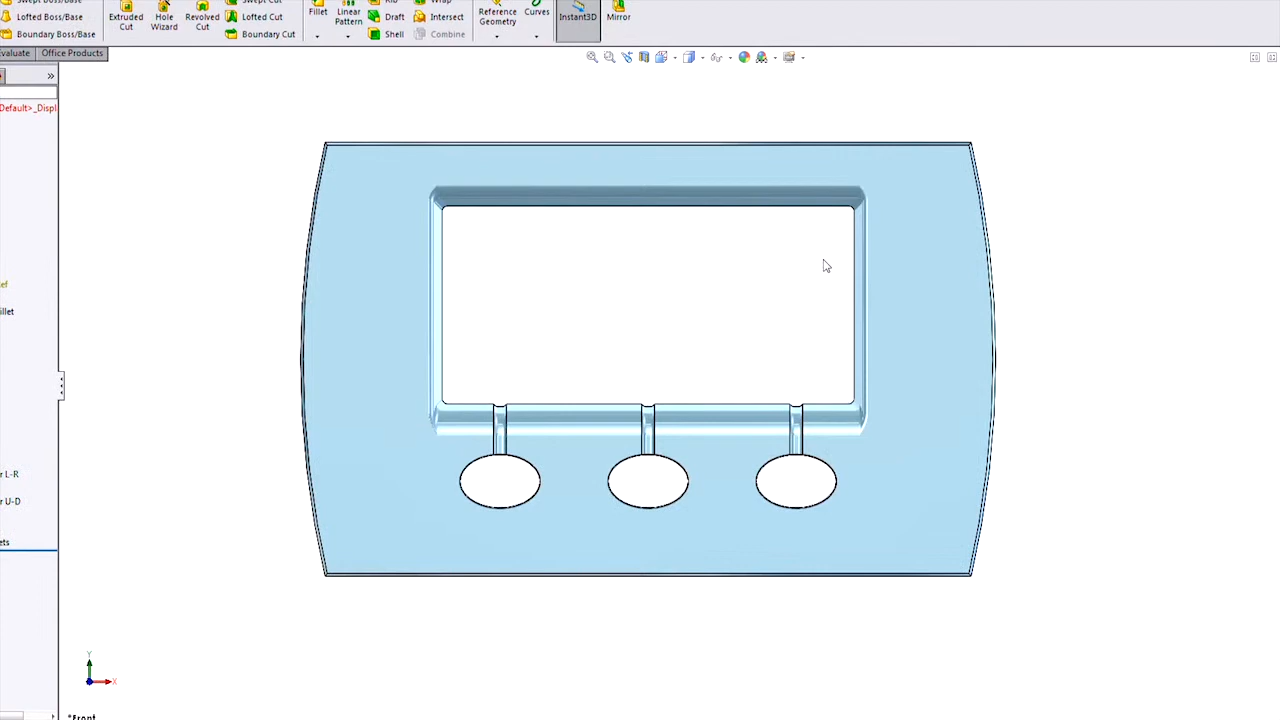 Swept Boss/Base
Lofted Boss/Base
Boundary Boss/Base
Extruded
Cut
Hole
Wizard
Revolved
Cut
Swept Cut
Lofted Cut
Boundary Cut
Fillet
Linear
Pattern
Rib
Draft
Shell
Wrap
Intersect
Combine
Reference
Geometry
Curves
Instant3D
Mirror
Evaluate
Office Products
»
Default>_Displ
ef
illet
r L-R
r U-D
ets
Y
X
*Front